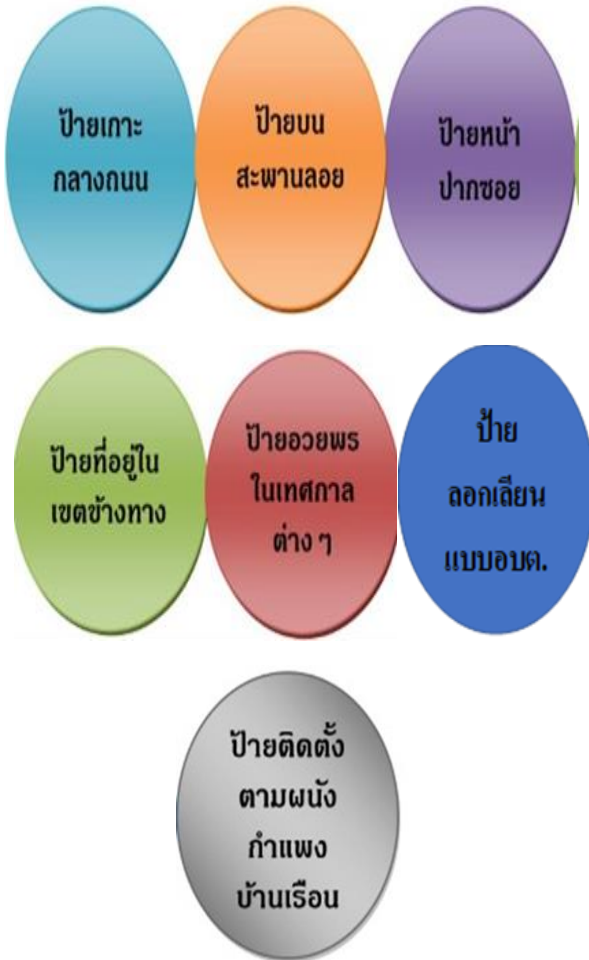 ป้ายเกาะ
กลางถนน
ป้ายบน
สะพานลอย
ป้ายหน้า
ปากซอย
ป้ายที่อยู่ใน
เขตข้างทาง
ป้ายอวยพร
ในเทศกาล
ต่าง ๆ
ป้าย
ลอกเลียน
แบบอบต.
ป้ายติดตั้ง
ตามผนัง
กำแพง
บ้านเรือน